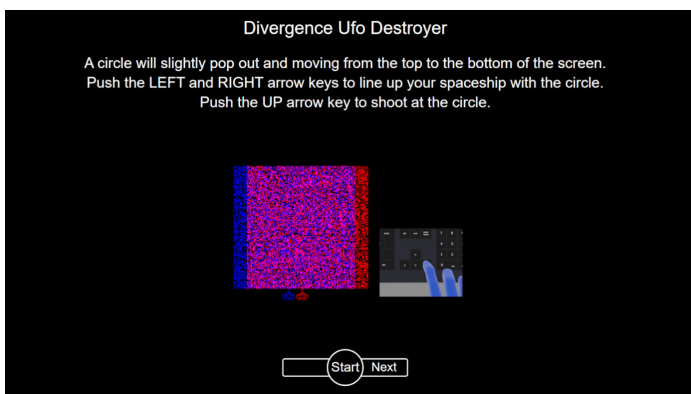 Divergence Ufo Destroyer
A circle will slightly pop out and moving from the top to the bottom of the screen.
Push the LEFT and RIGHT arrow keys to line up your spaceship with the circle.
Push the UP arrow key to shoot at the circle.
Start Next